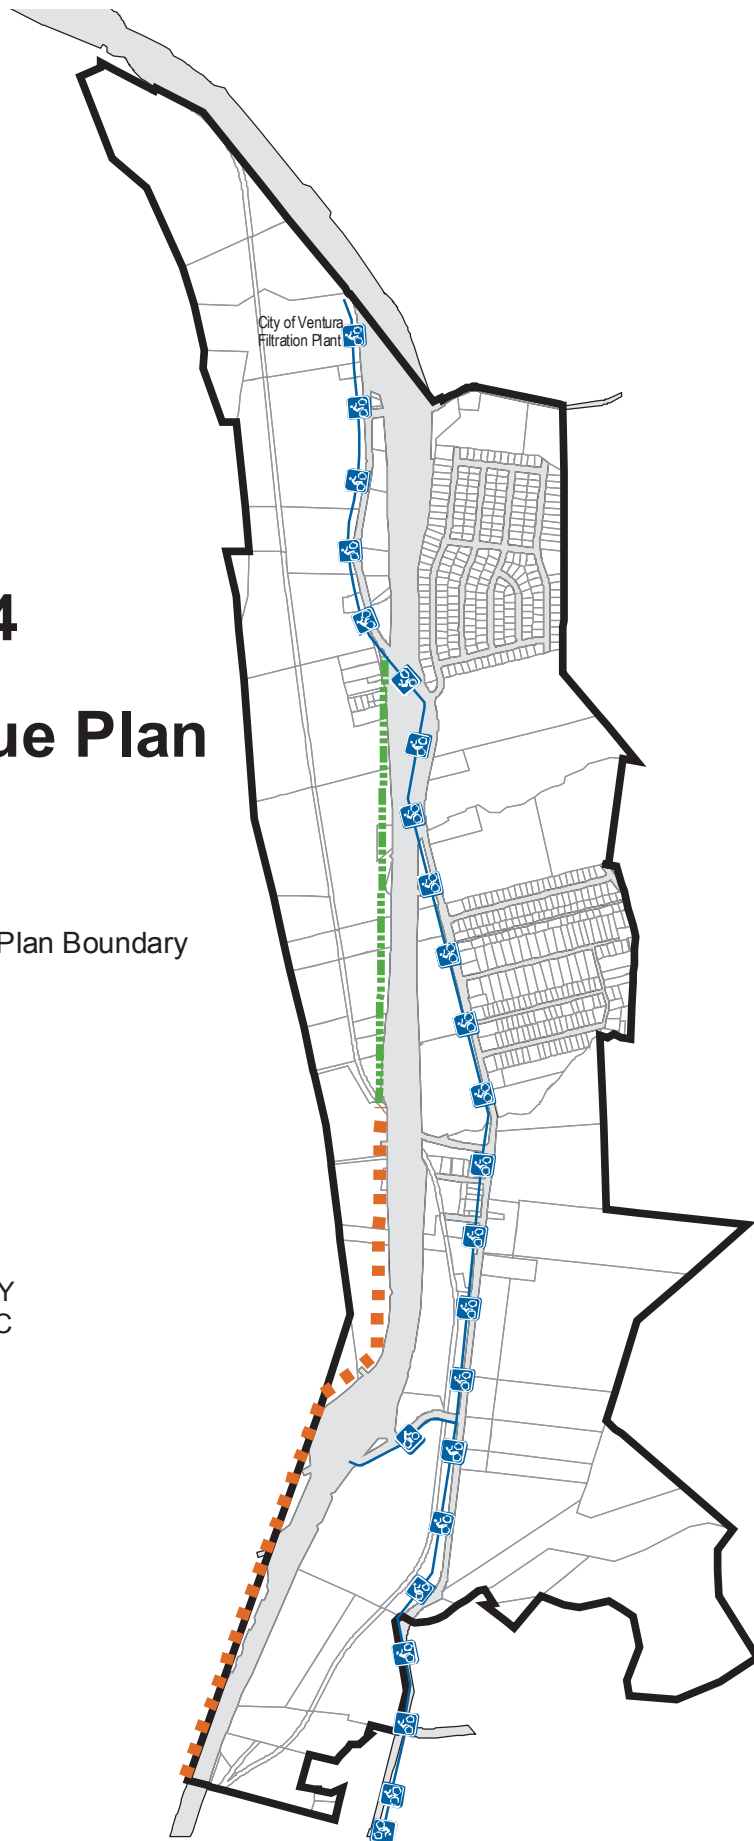 City of Ventura
Filtration Plant
4
ue Plan
Plan Boundary
Y
C